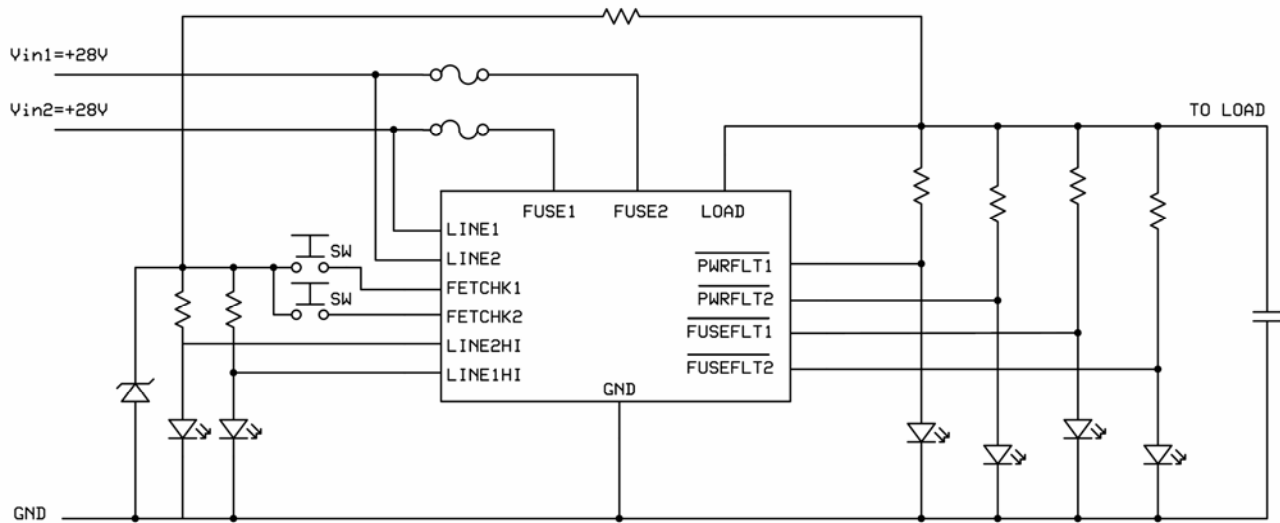 Vin1=+28V
Vin2=+28V
TO LOAD
FUSE1
FUSE2
LOAD
LINE1
SW
LINE2
PWRFLT1
FETCHK1
SW
PWRFLT2
FETCHK2
FUSEFLT1
LINE2HI
FUSEFLT2
LINE1HI
GND
GND